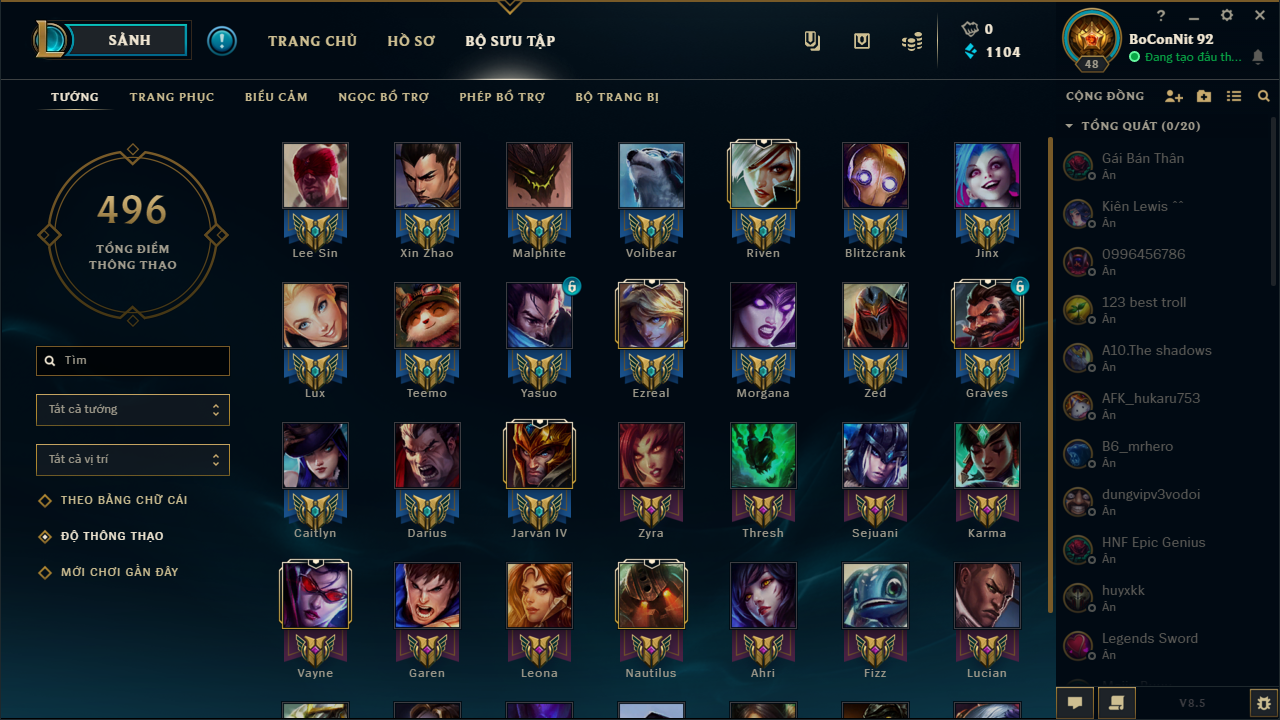 SẢNH
!
TRANG CHỦ
HỒ SƠ
BỘ SƯU TẬP
0
1104
?
48
BoConNit 92
Đang tạo đấu th...
TƯỚNG
TRANG PHỤC
BIỂU CẢM
NGỌC BỔ TRỢ
PHÉP BỔ TRỢ
BỘ TRANG BỊ
CỘNG ĐỒNG
TỔNG QUÁT (0/20)
496
TỔNG ĐIỂM
THÔNG THẠO
Tìm
Tất cả tướng
Tất cả vị trí
THEO BẢNG CHỮ CÁI
ĐỘ THÔNG THẠO
MỚI CHƠI GẦN ĐÂY
Lee Sin
Xin Zhao
Malphite
Volibear
Riven
Blitzcrank
Jinx
6
6
Lux
Teemo
Yasuo
Ezreal
Morgana
Zed
Graves
Caitlyn
Darius
Jarvan IV
Zyra
Thresh
Sejuani
Karma
Vayne
Garen
Leona
Nautilus
Ahri
Fizz
Lucian
Gái Bán Thân
Ẩn
Kiên Lewis ^^
Ẩn
0996456786
Ẩn
123 best troll
Ẩn
A10.The shadows
Ẩn
AFK_hukaru753
Ẩn
B6_mrhero
Ẩn
dungvipv3vodoi
Ẩn
HNF Epic Genius
Ẩn
huyxkk
Ẩn
Legends Sword
Ẩn
V8.5